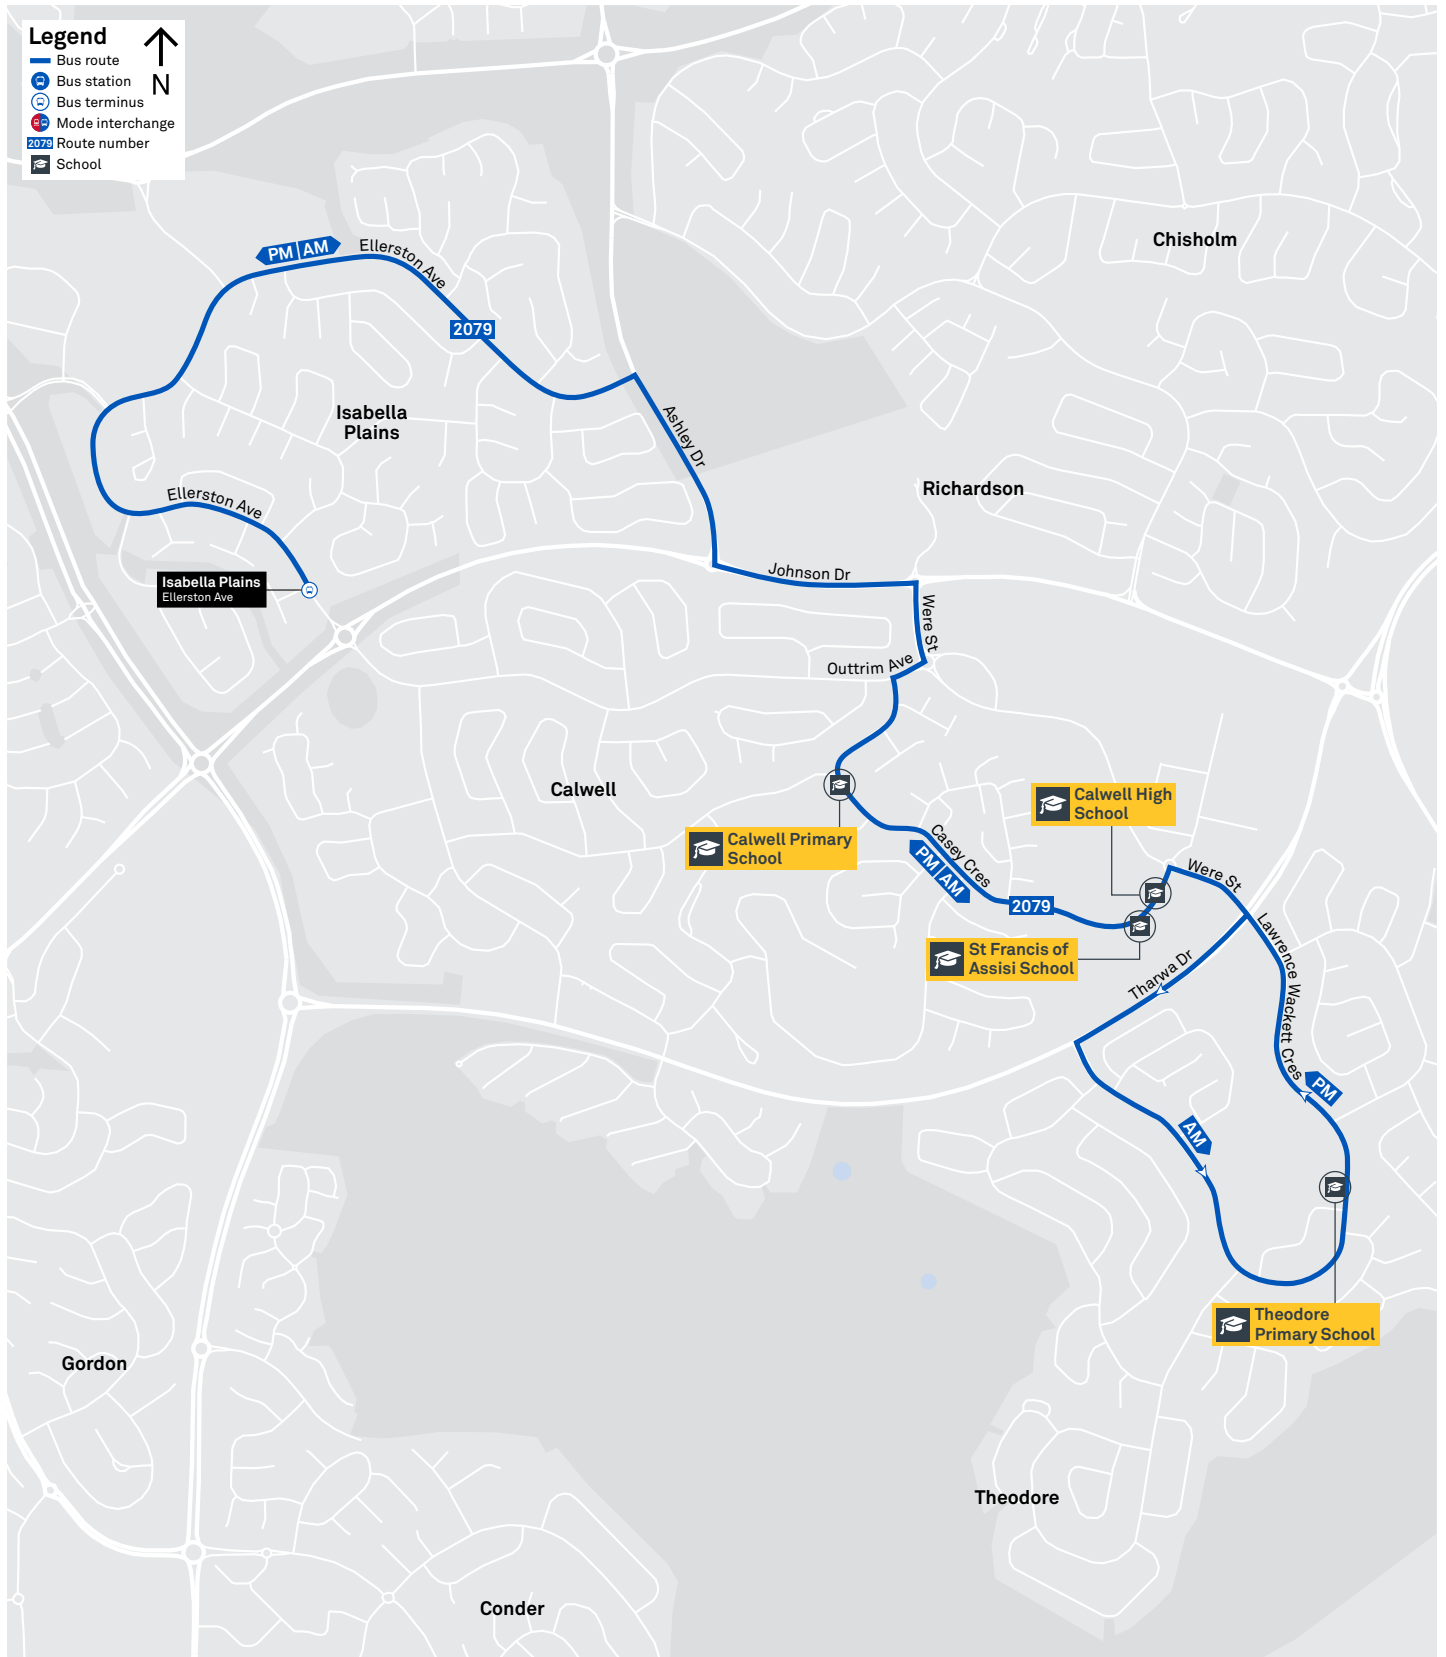 Legend
N
Bus route
Bus station
Bus terminus
Mode interchange
2079 Route number
School
Chisholm
PM AM
Ellerston Ave
2079
Isabella
Plains
Ashley Dr
Richardson
Ellerston Ave
Isabella Plains
Ellerston Ave
Johnson Dr
Were St
Outtrim Ave
Calwell
Calwell High
School
Calwell Primary
School
Casey Cres
PM AM
2079
Were St
St Francis of
Assisi School
Lawrence Wackett Cres
Tharwa Dr
PM
AM
Theodore
Primary School
Gordon
Theodore
Conder